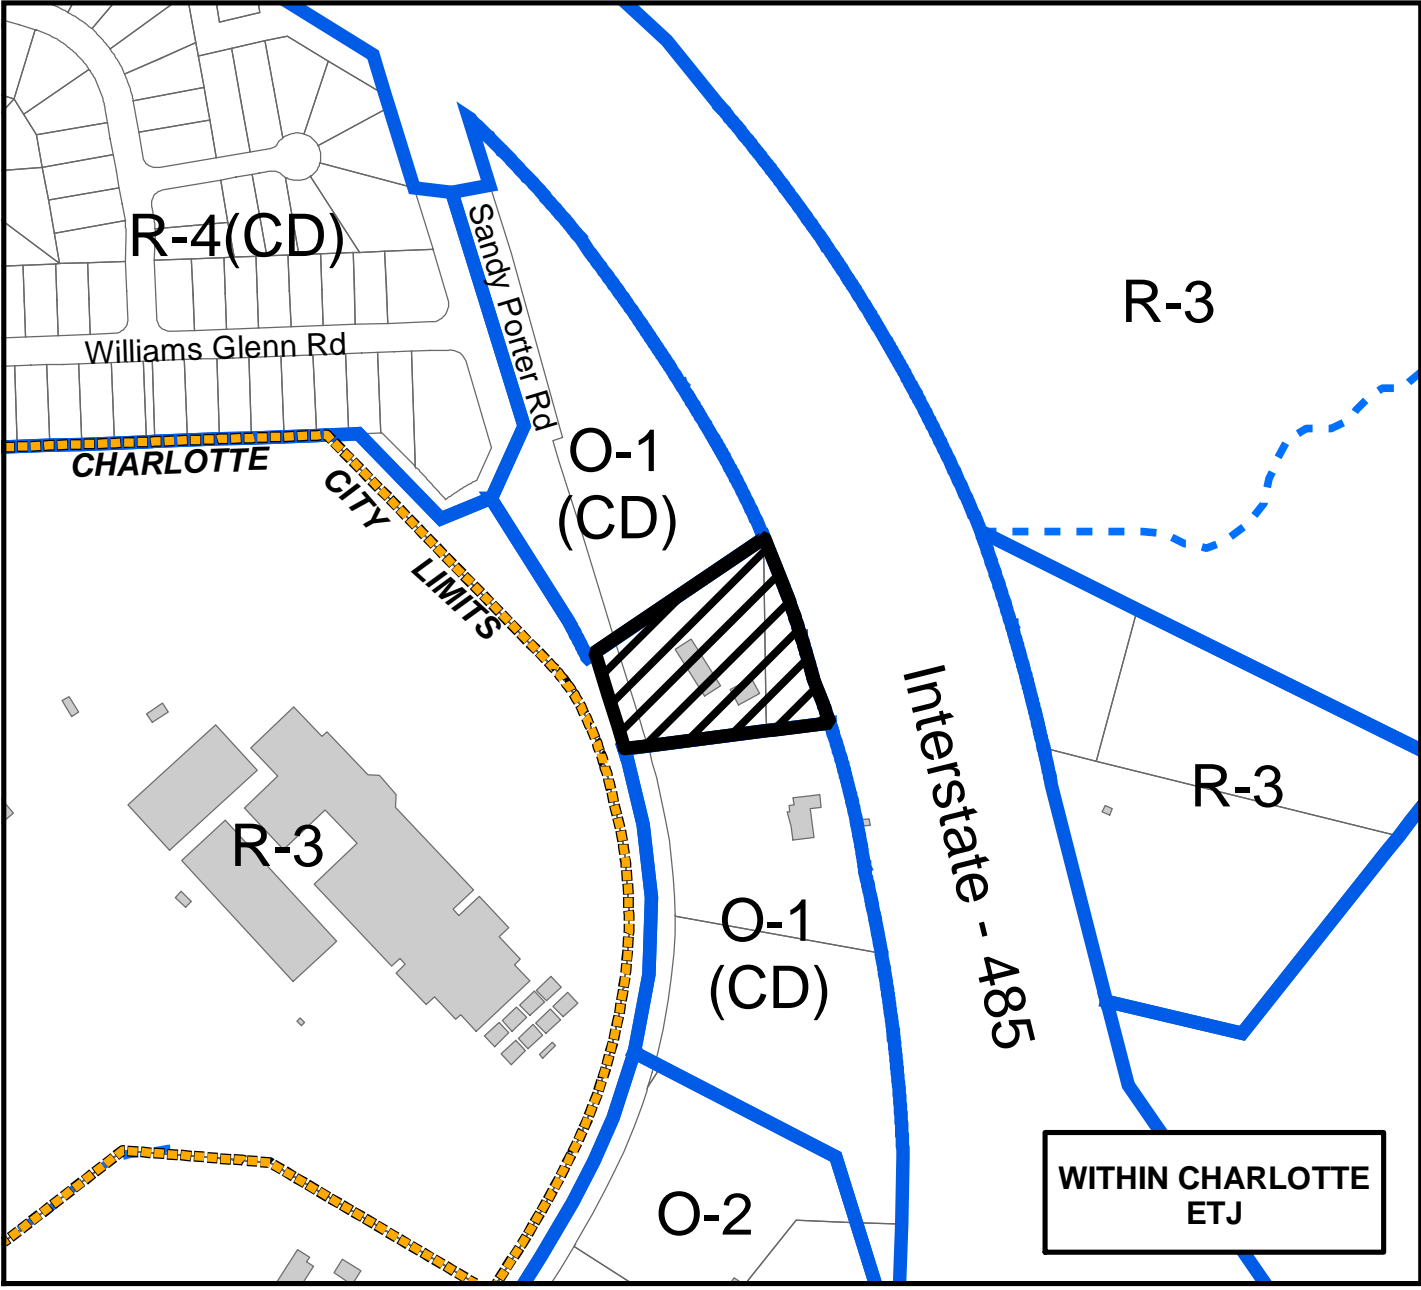 R-4(CD)
Sandy Porter Rd
R-3
Williams Glenn Rd
O-1
(CD)
CHARLOTTE
CITY
LIMITS
Interstate - 485
R-3
R-3
O-1
(CD)
O-2
WITHIN CHARLOTTE
ETJ